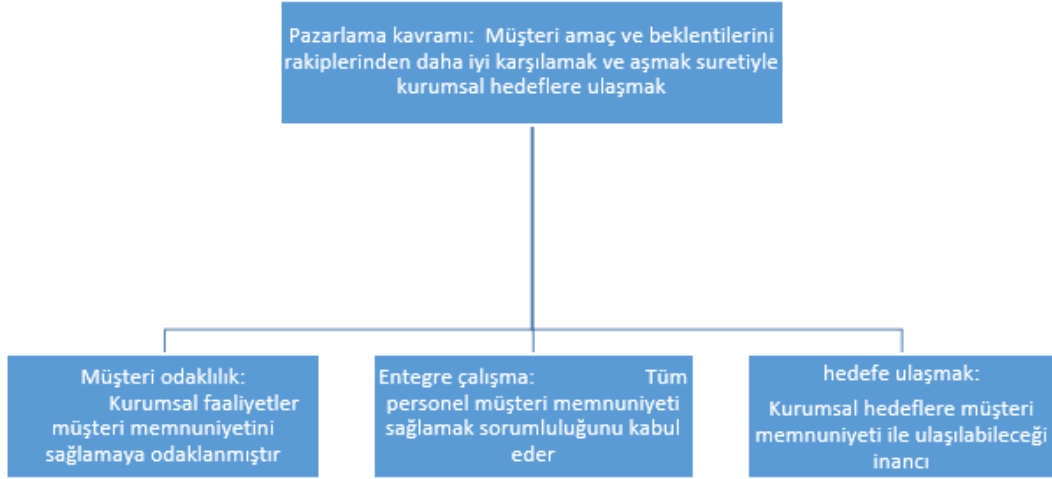 Pazarlama kavramı: Müşteri amaç ve beklentilerini
rakiplerinden daha iyi karşılamak ve aşmak suretiyle
kurumsal hedeflere ulaşmak
Müşteri odaklılık:
Kurumsal faaliyetler
müşteri memnuniyetini
sağlamaya odaklanmıştır
Entegre çalışma: Tüm
personel müşteri memnuniyeti
sağlamak sorumluluğunu kabul
eder
hedefe ulaşmak:
Kurumsal hedeflere müşteri
memnuniyeti ile ulaşılabileceği
inancı